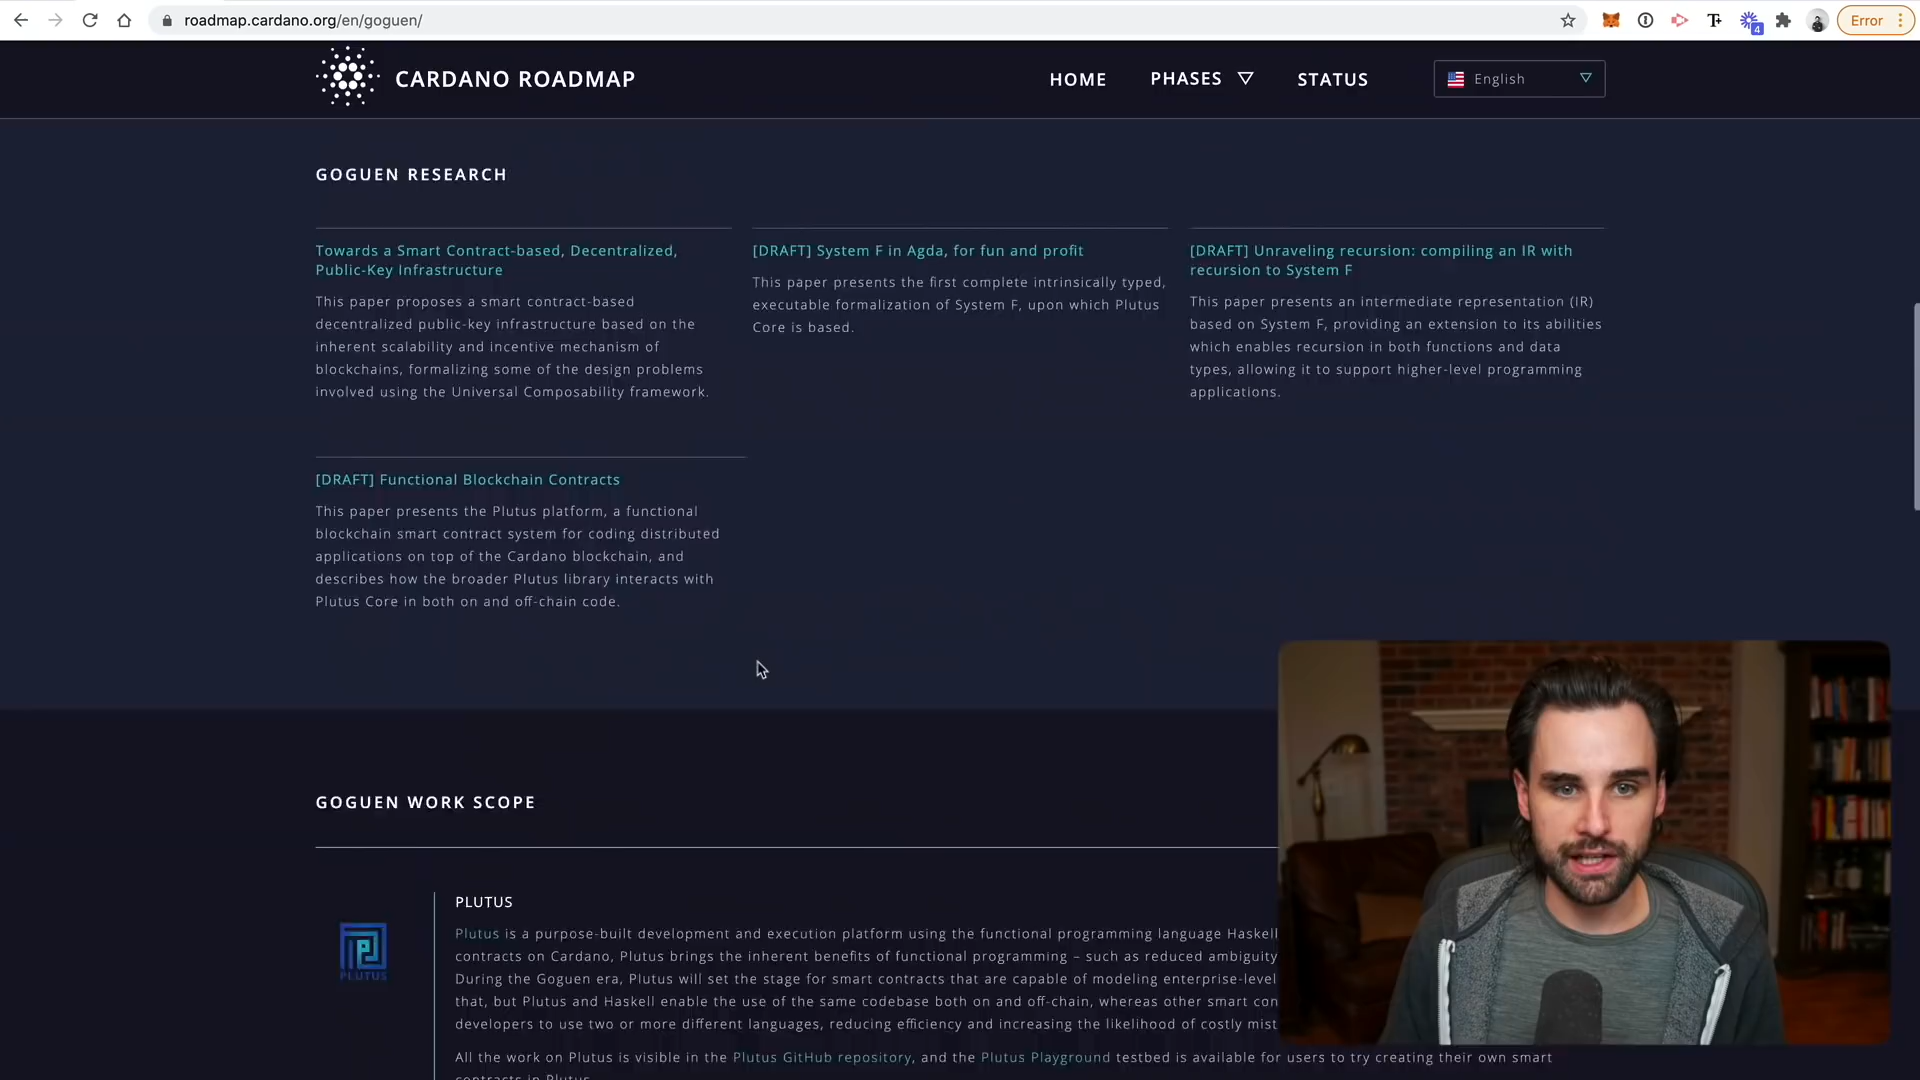 roadmap.cardano.org/en/goguen/
4
Error
CARDANO ROADMAP
HOME
PHASES
STATUS
English
GOGUEN RESEARCH
Towards a Smart Contract-based, Decentralized,
Public-Key Infrastructure
This paper proposes a smart contract-based
decentralized public-key infrastructure based on the
inherent scalability and incentive mechanism of
blockchains, formalizing some of the design problems
involved using the Universal Composability framework.
[DRAFT] System F in Agda, for fun and profit
This paper presents the first complete intrinsically typed,
executable formalization of System F, upon which Plutus
Core is based.
[DRAFT] Unraveling recursion: compiling an IR with
recursion to System F
This paper presents an intermediate representation (IR)
based on System F, providing an extension to its abilities
which enables recursion in both functions and data
types, allowing it to support higher-level programming
applications.
[DRAFT] Functional Blockchain Contracts
This paper presents the Plutus platform, a functional
blockchain smart contract system for coding distributed
applications on top of the Cardano blockchain, and
describes how the broader Plutus library interacts with
Plutus Core in both on and off-chain code.
GOGUEN WORK SCOPE
PLUTUS
PLUTUS
Plutus is a purpose-built development and execution platform using the functional programming language Haskell
contracts on Cardano, Plutus brings the inherent benefits of functional programming – such as reduced ambiguity
During the Goguen era, Plutus will set the stage for smart contracts that are capable of modeling enterprise-level
that, but Plutus and Haskell enable the use of the same codebase both on and off-chain, whereas other smart con
developers to use two or more different languages, reducing efficiency and increasing the likelihood of costly mist
All the work on Plutus is visible in the Plutus GitHub repository, and the Plutus Playground testbed is available for users to try creating their own smart
contracts in Plutus.